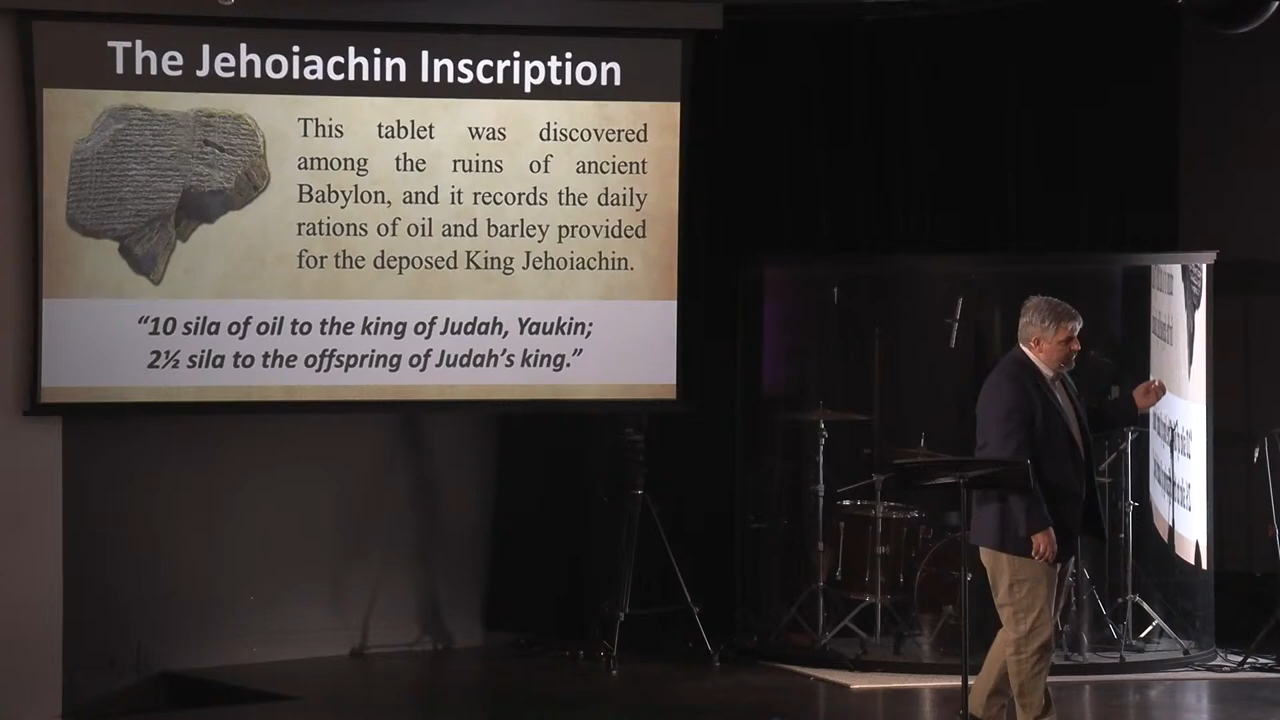 The Jehoiachin Inscription
This tablet was discovered
among the ruins of ancient
Babylon, and it records the daily
rations of oil and barley provided
for the deposed King Jehoiachin.
“10 sila of oil to the king of Judah, Yaukin;
2½ sila to the offspring of Judah’s king.”